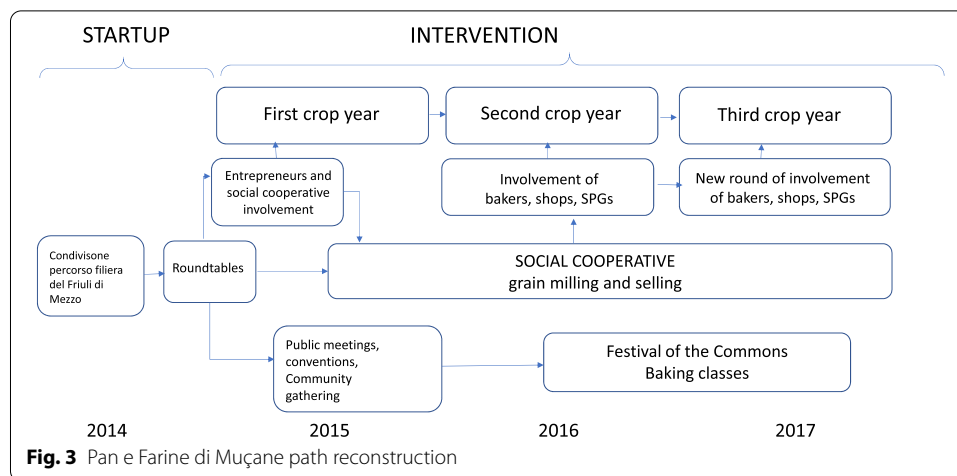 STARTUP
INTERVENTION
First crop year
Second crop year
Third crop year
Entrepreneurs and
social cooperative
involvement
Involvement of
bakers, shops, SPGs
New round of involvement
of bakers, shops, SPGs
Condivisone
percorso filiera
del Friuli di
Mezzo
Roundtables
SOCIAL COOPERATIVE
grain milling and selling
Public meetings,
conventions,
Community
gathering
Festival of the Commons
Baking classes
2014
2015
2016
2017
Fig. 3 Pan e Farine di Muçane path reconstruction